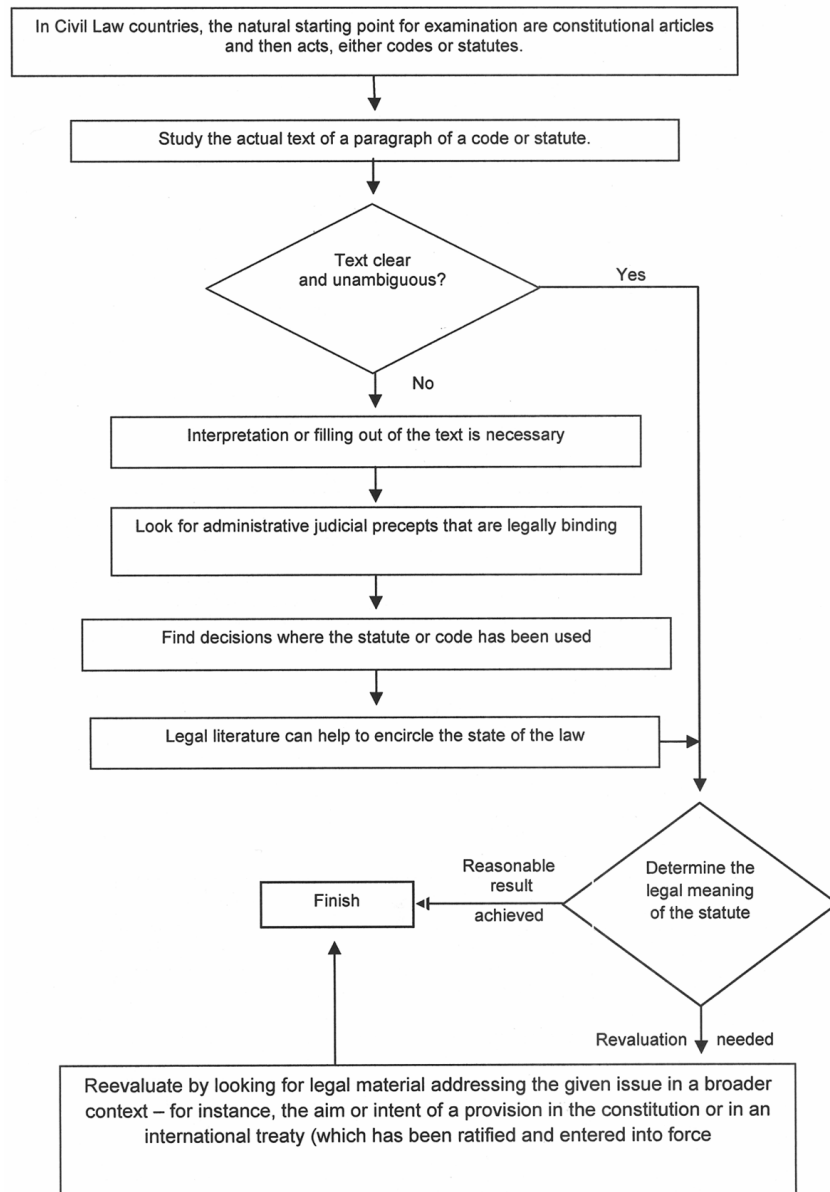 In Civil Law countries, the natural starting point for examination are constitutional articles
and then acts, either codes or statutes.
Study the actual text of a paragraph of a code or statute.
Text clear
and unambiguous?
Yes
No
Interpretation or filling out of the text is necessary
Look for administrative judicial precepts that are legally binding
Find decisions where the statute or code has been used
Legal literature can help to encircle the state of the law
Determine the
legal meaning
of the statute
Reasonable
result
achieved
Finish
Revaluation needed
Reevaluate by looking for legal material addressing the given issue in a broader
context – for instance, the aim or intent of a provision in the constitution or in an
international treaty (which has been ratified and entered into force